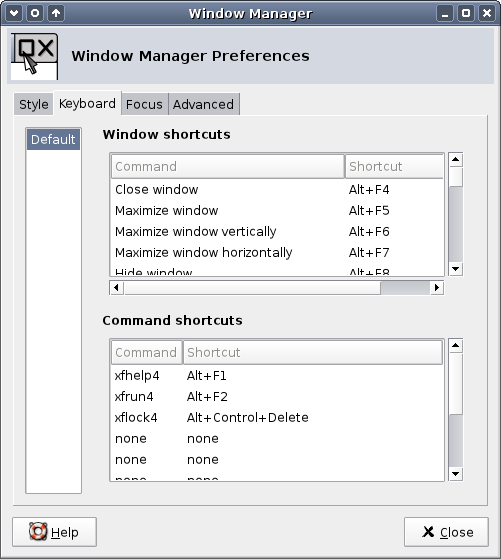 Window Manager
Window Manager Preferences
Style Keyboard Focus Advanced
Default
Window shortcuts
Command Shortcut
Close window Alt+F4
Maximize window Alt+F5
Maximize window vertically Alt+F6
Maximize window horizontally Alt+F7
Hide window Alt+F8
Command shortcuts
Command Shortcut
xfhelp4 Alt+F1
xfrun4 Alt+F2
xflock4 Alt+Control+Delete
none none
none none
none none
Help Close